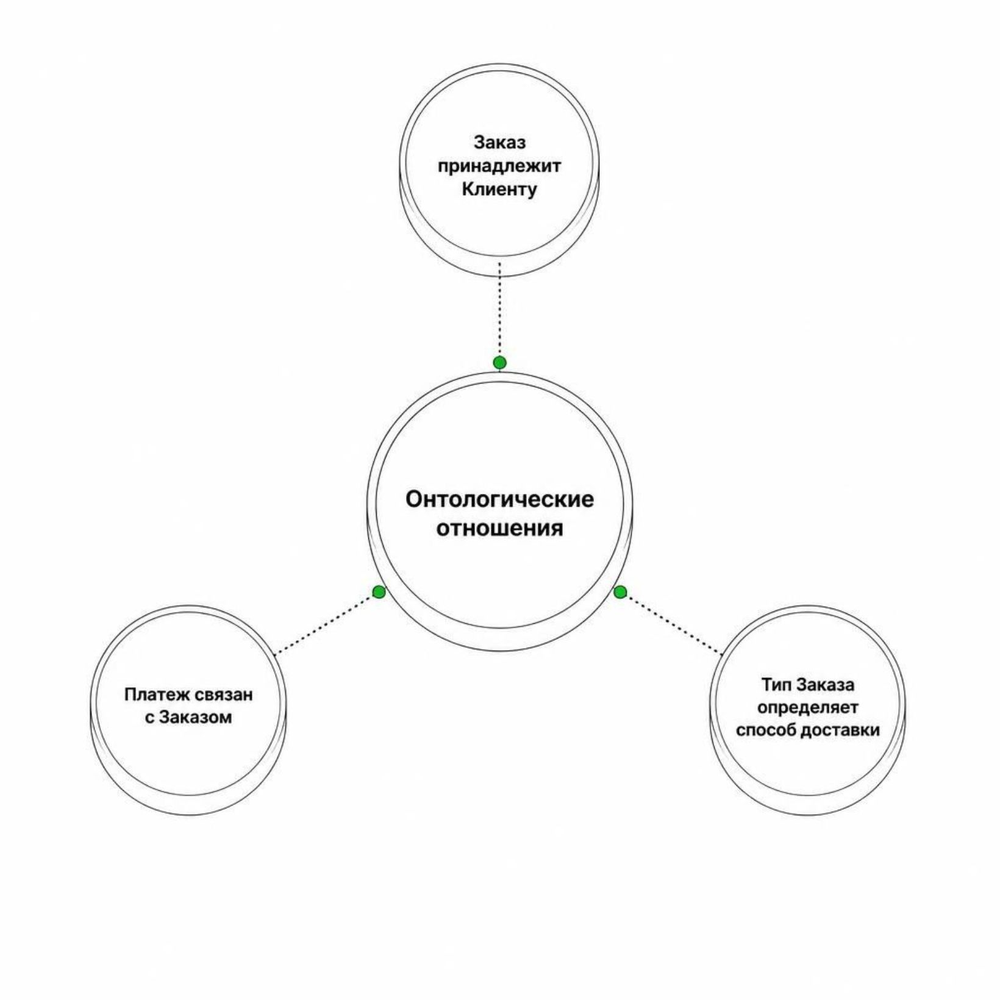 Заказ
принадлежит
Клиенту
Онтологические
отношения
Платеж связан
с Заказом
Тип Заказа
определяет
способ доставки